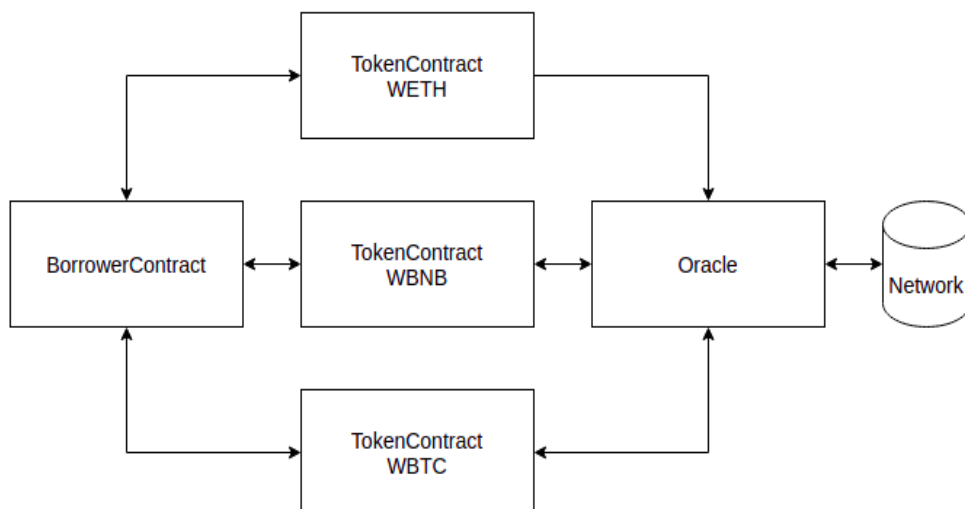 TokenContract
WETH
BorrowerContract
TokenContract
WBNB
Oracle
Network
TokenContract
WBTC